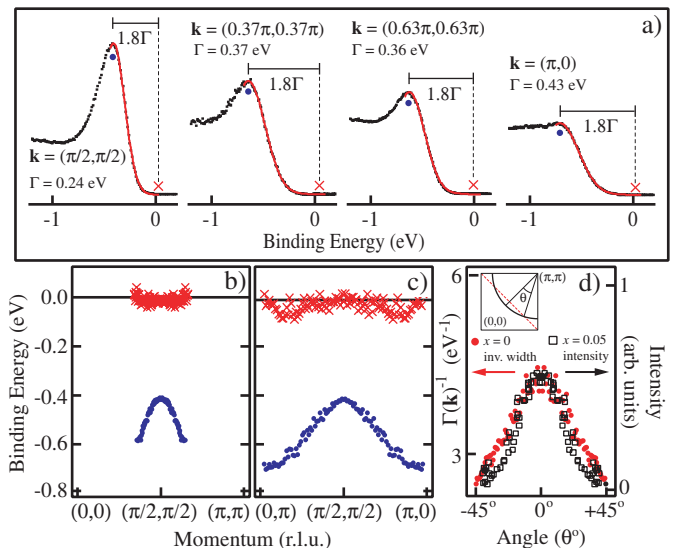 a)
k = (π/2,π/2)
Γ = 0.24 eV
1.8Γ
k = (0.37π,0.37π)
Γ = 0.37 eV
1.8Γ
k = (0.63π,0.63π)
Γ = 0.36 eV
1.8Γ
k = (π,0)
Γ = 0.43 eV
1.8Γ
-1 0 -1 0 -1 0 -1 0
Binding Energy (eV)
b)
c)
d)
Binding Energy (eV)
0.0
-0.2
-0.4
-0.6
-0.8
(0,0) (π/2,π/2) (π,π)
(0,π) (π/2,π/2) (π,0)
Momentum (r.l.u.)
Γ(k)⁻¹ (eV⁻¹)
6
3
(π,π)
θ
(0,0)
x = 0
inv. width
x = 0.05
intensity
1
0
Intensity
(arb. units)
-45° 0° +45°
Angle (θ°)